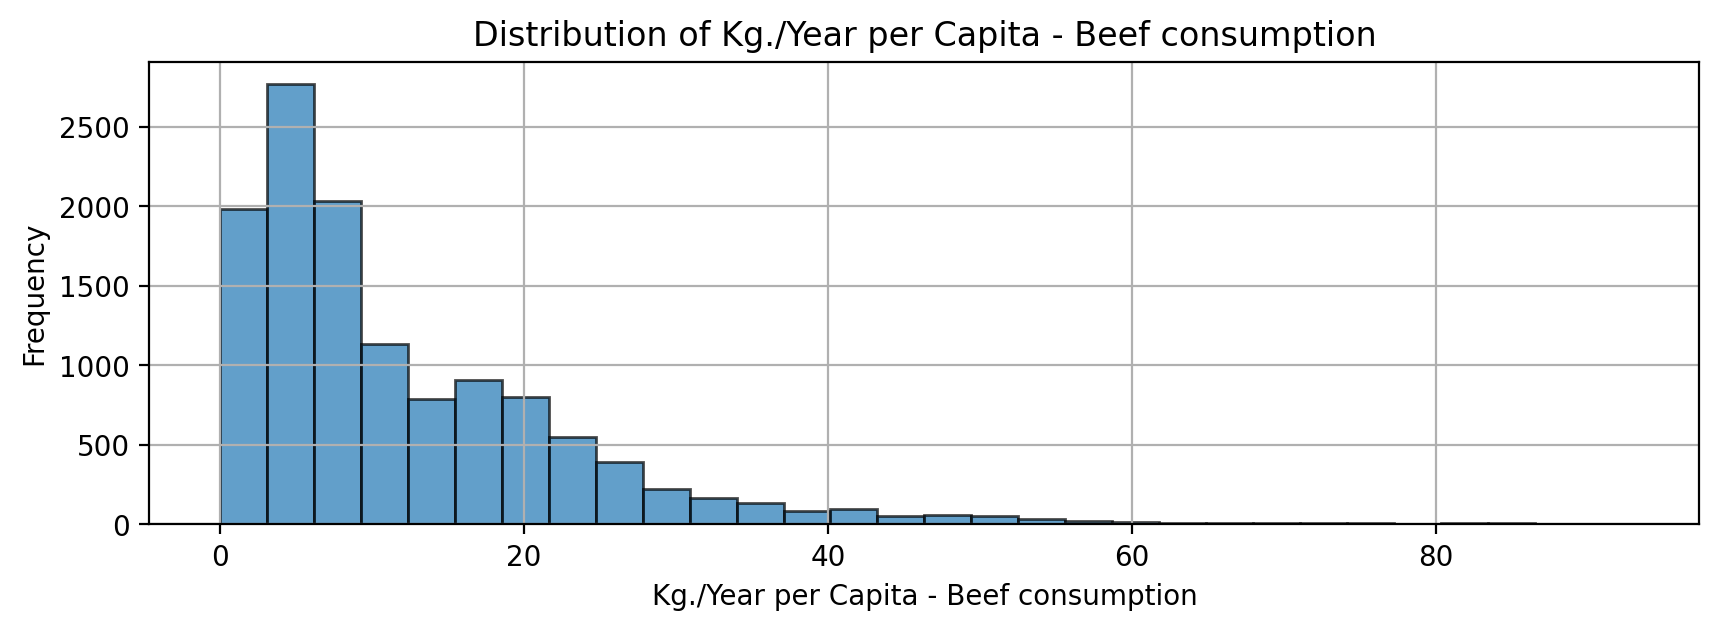 Distribution of Kg./Year per Capita - Beef consumption
Frequency
2500
2000
1500
1000
500
0
0 20 40 60 80
Kg./Year per Capita - Beef consumption